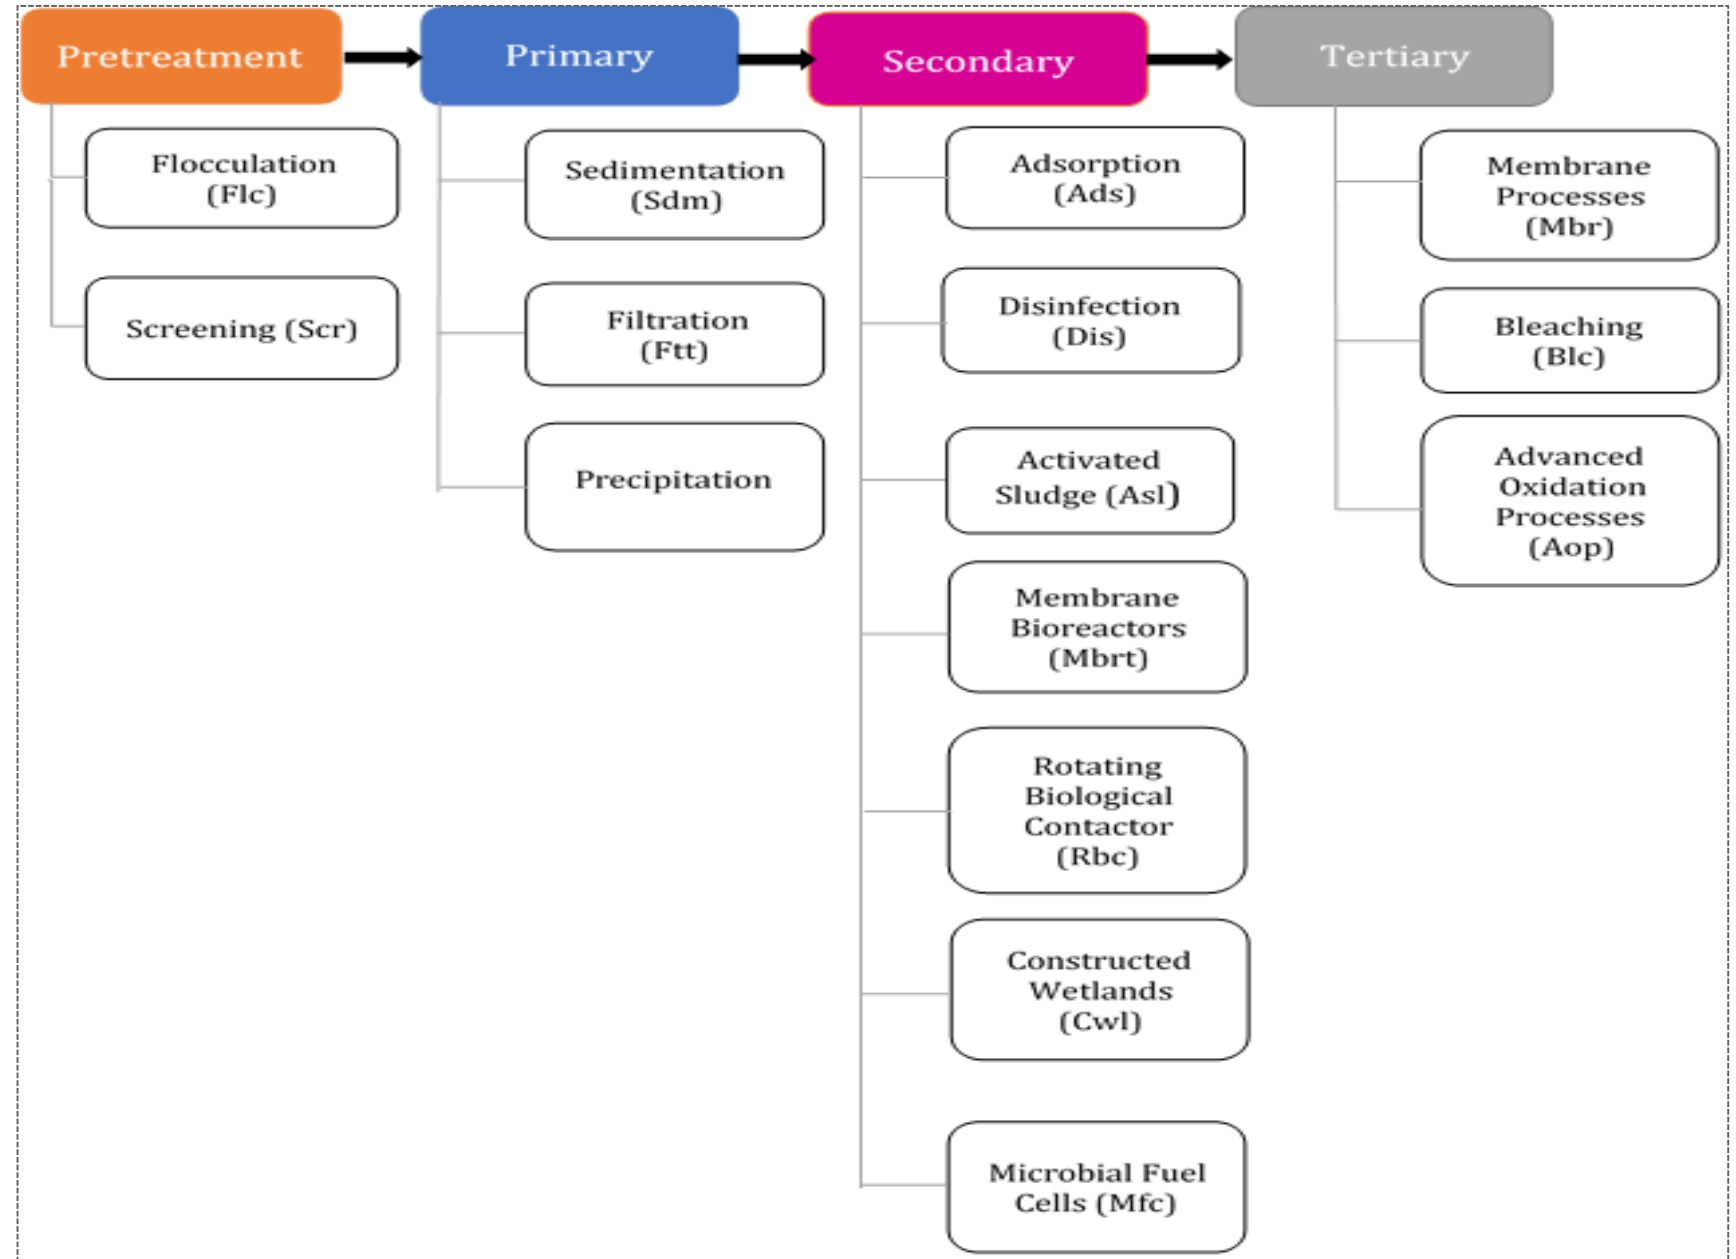 Pretreatment
Primary
Secondary
Tertiary
Flocculation
(Flc)
Screening (Scr)
Sedimentation
(Sdm)
Filtration
(Ftt)
Precipitation
Adsorption
(Ads)
Disinfection
(Dis)
Activated
Sludge (Asl)
Membrane
Bioreactors
(Mbrt)
Rotating
Biological
Contactor
(Rbc)
Constructed
Wetlands
(Cwl)
Microbial Fuel
Cells (Mfc)
Membrane
Processes
(Mbr)
Bleaching
(Blc)
Advanced
Oxidation
Processes
(Aop)